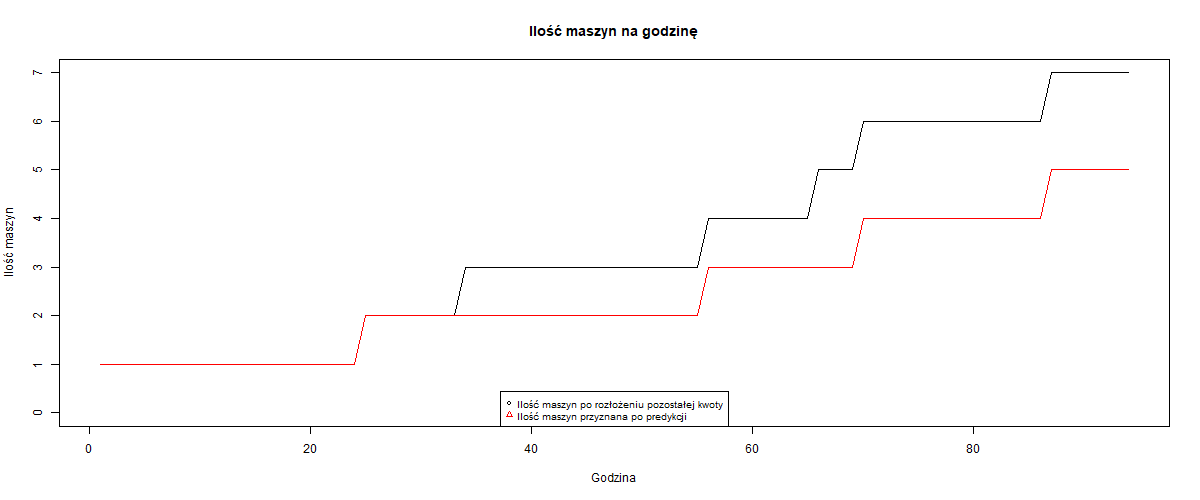 Ilość maszyn na godzinę
Ilość maszyn
7
6
5
4
3
2
1
0
Ilość maszyn po rozłożeniu pozostałej kwoty
Ilość maszyn przyznana po predykcji
0 20 40 60 80
Godzina